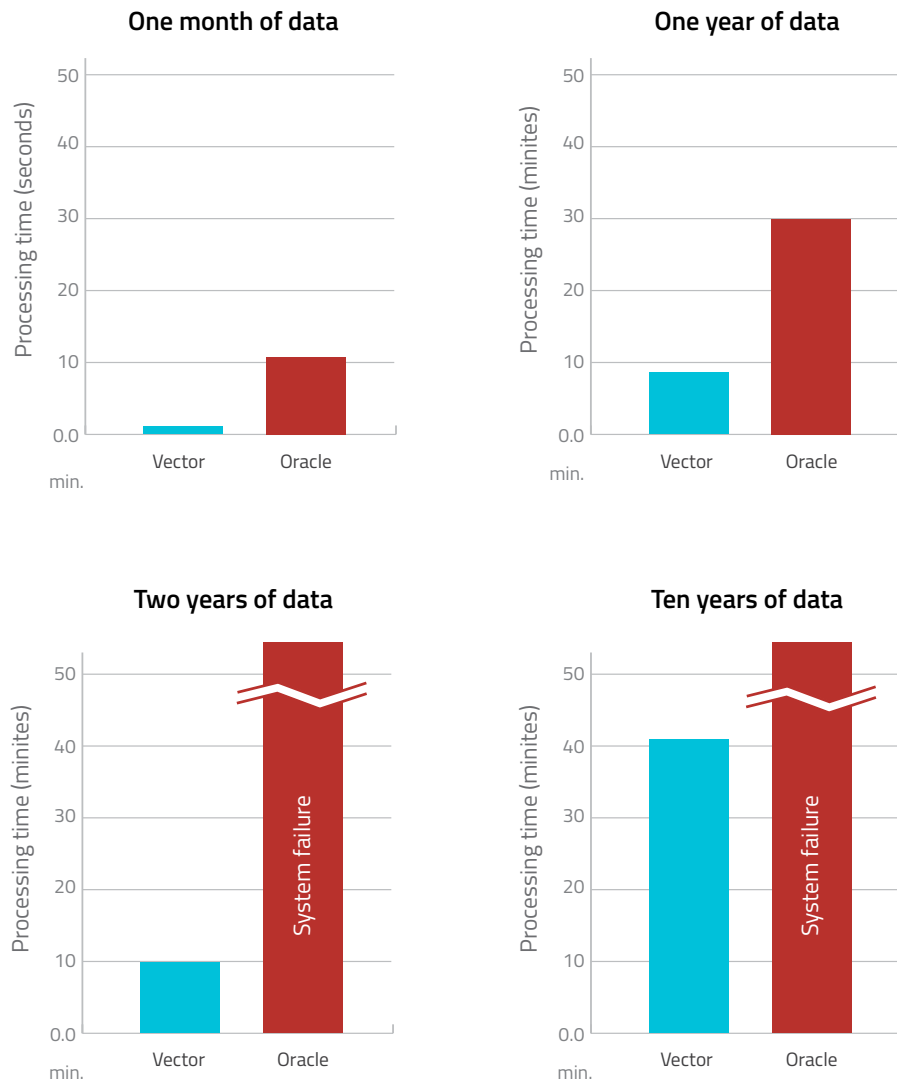 One month of data
Processing time (seconds)
50
40
30
20
10
0.0
Vector
Oracle
min.
One year of data
Processing time (minites)
50
40
30
20
10
0.0
Vector
Oracle
min.
Two years of data
Processing time (minites)
50
40
30
20
10
0.0
System failure
Vector
Oracle
min.
Ten years of data
Processing time (minites)
50
40
30
20
10
0.0
System failure
Vector
Oracle
min.